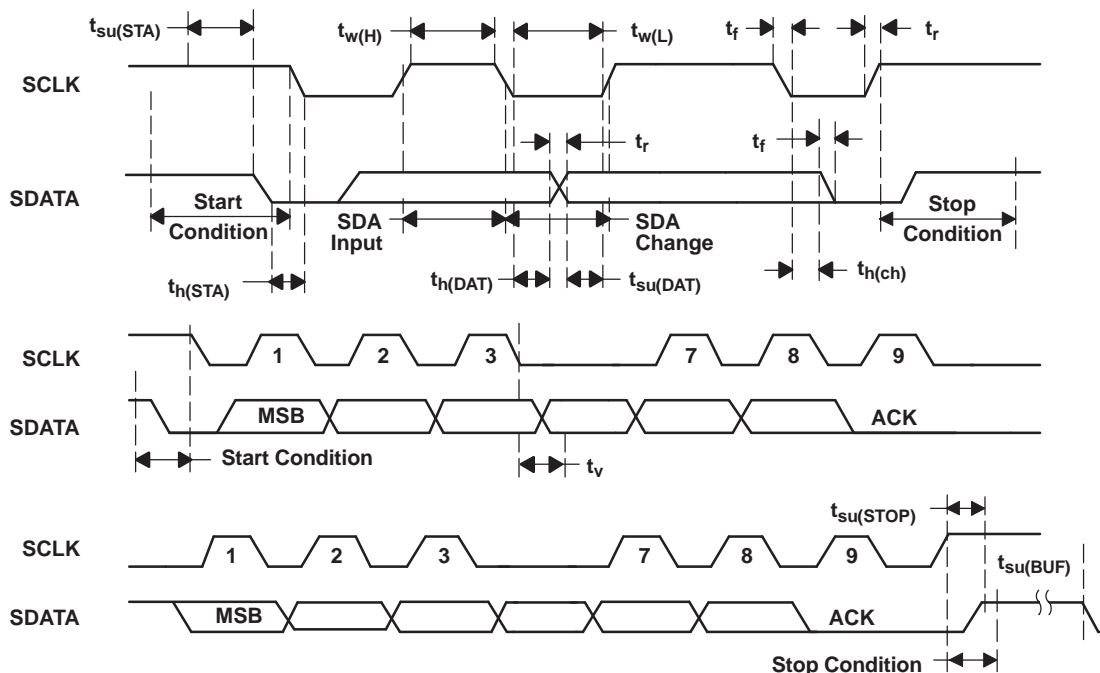 tsu(STA)
tw(H)
tw(L)
tf
tr
SCLK
tr
tf
SDATA
Start
Condition
SDA
Input
SDA
Change
Stop
Condition
th(STA)
th(DAT)
tsu(DAT)
th(ch)
SCLK
1
2
3
7
8
9
SDATA
MSB
ACK
Start Condition
tv
tsu(STOP)
SCLK
1
2
3
7
8
9
tsu(BUF)
SDATA
MSB
ACK
Stop Condition